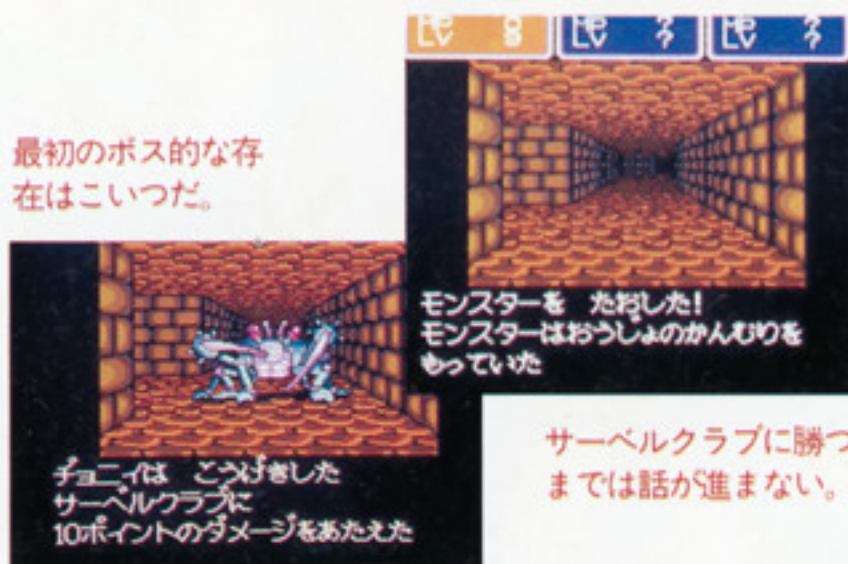 最初のボス的な存
在はこいつだ。
LV 8 LV ? LV ?
モンスターを たおした!
モンスターはおうじょのかんむりを
もっていた
チョニィは こうげきした
サーベルクラブに
10ポイントのダメージをあたえた
サーベルクラブに勝つ
までは話が進まない。